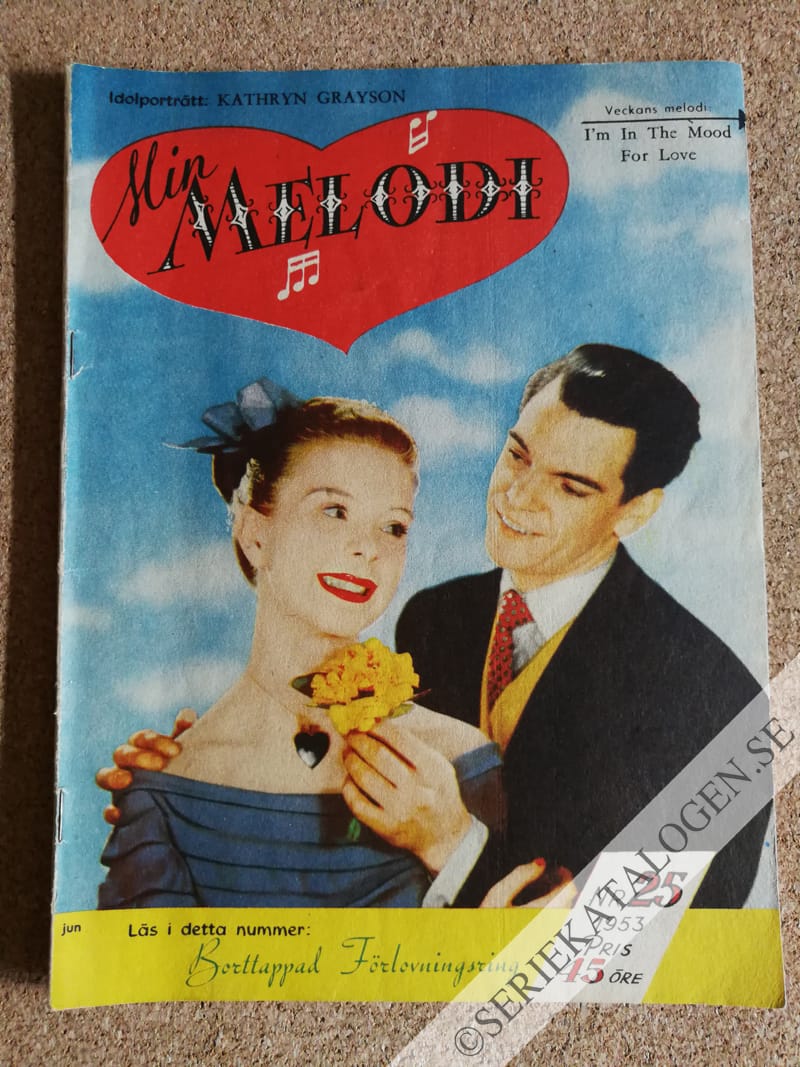 Idolporträtt: KATHRYN GRAYSON
Veckans melodi:
I'm In The Mood
For Love
Min
MELODI
jun
Läs i detta nummer:
Borttappad Förlovningsring
NR 25
1953
PRIS
45 ÖRE
©SERIEKATALOGEN.SE